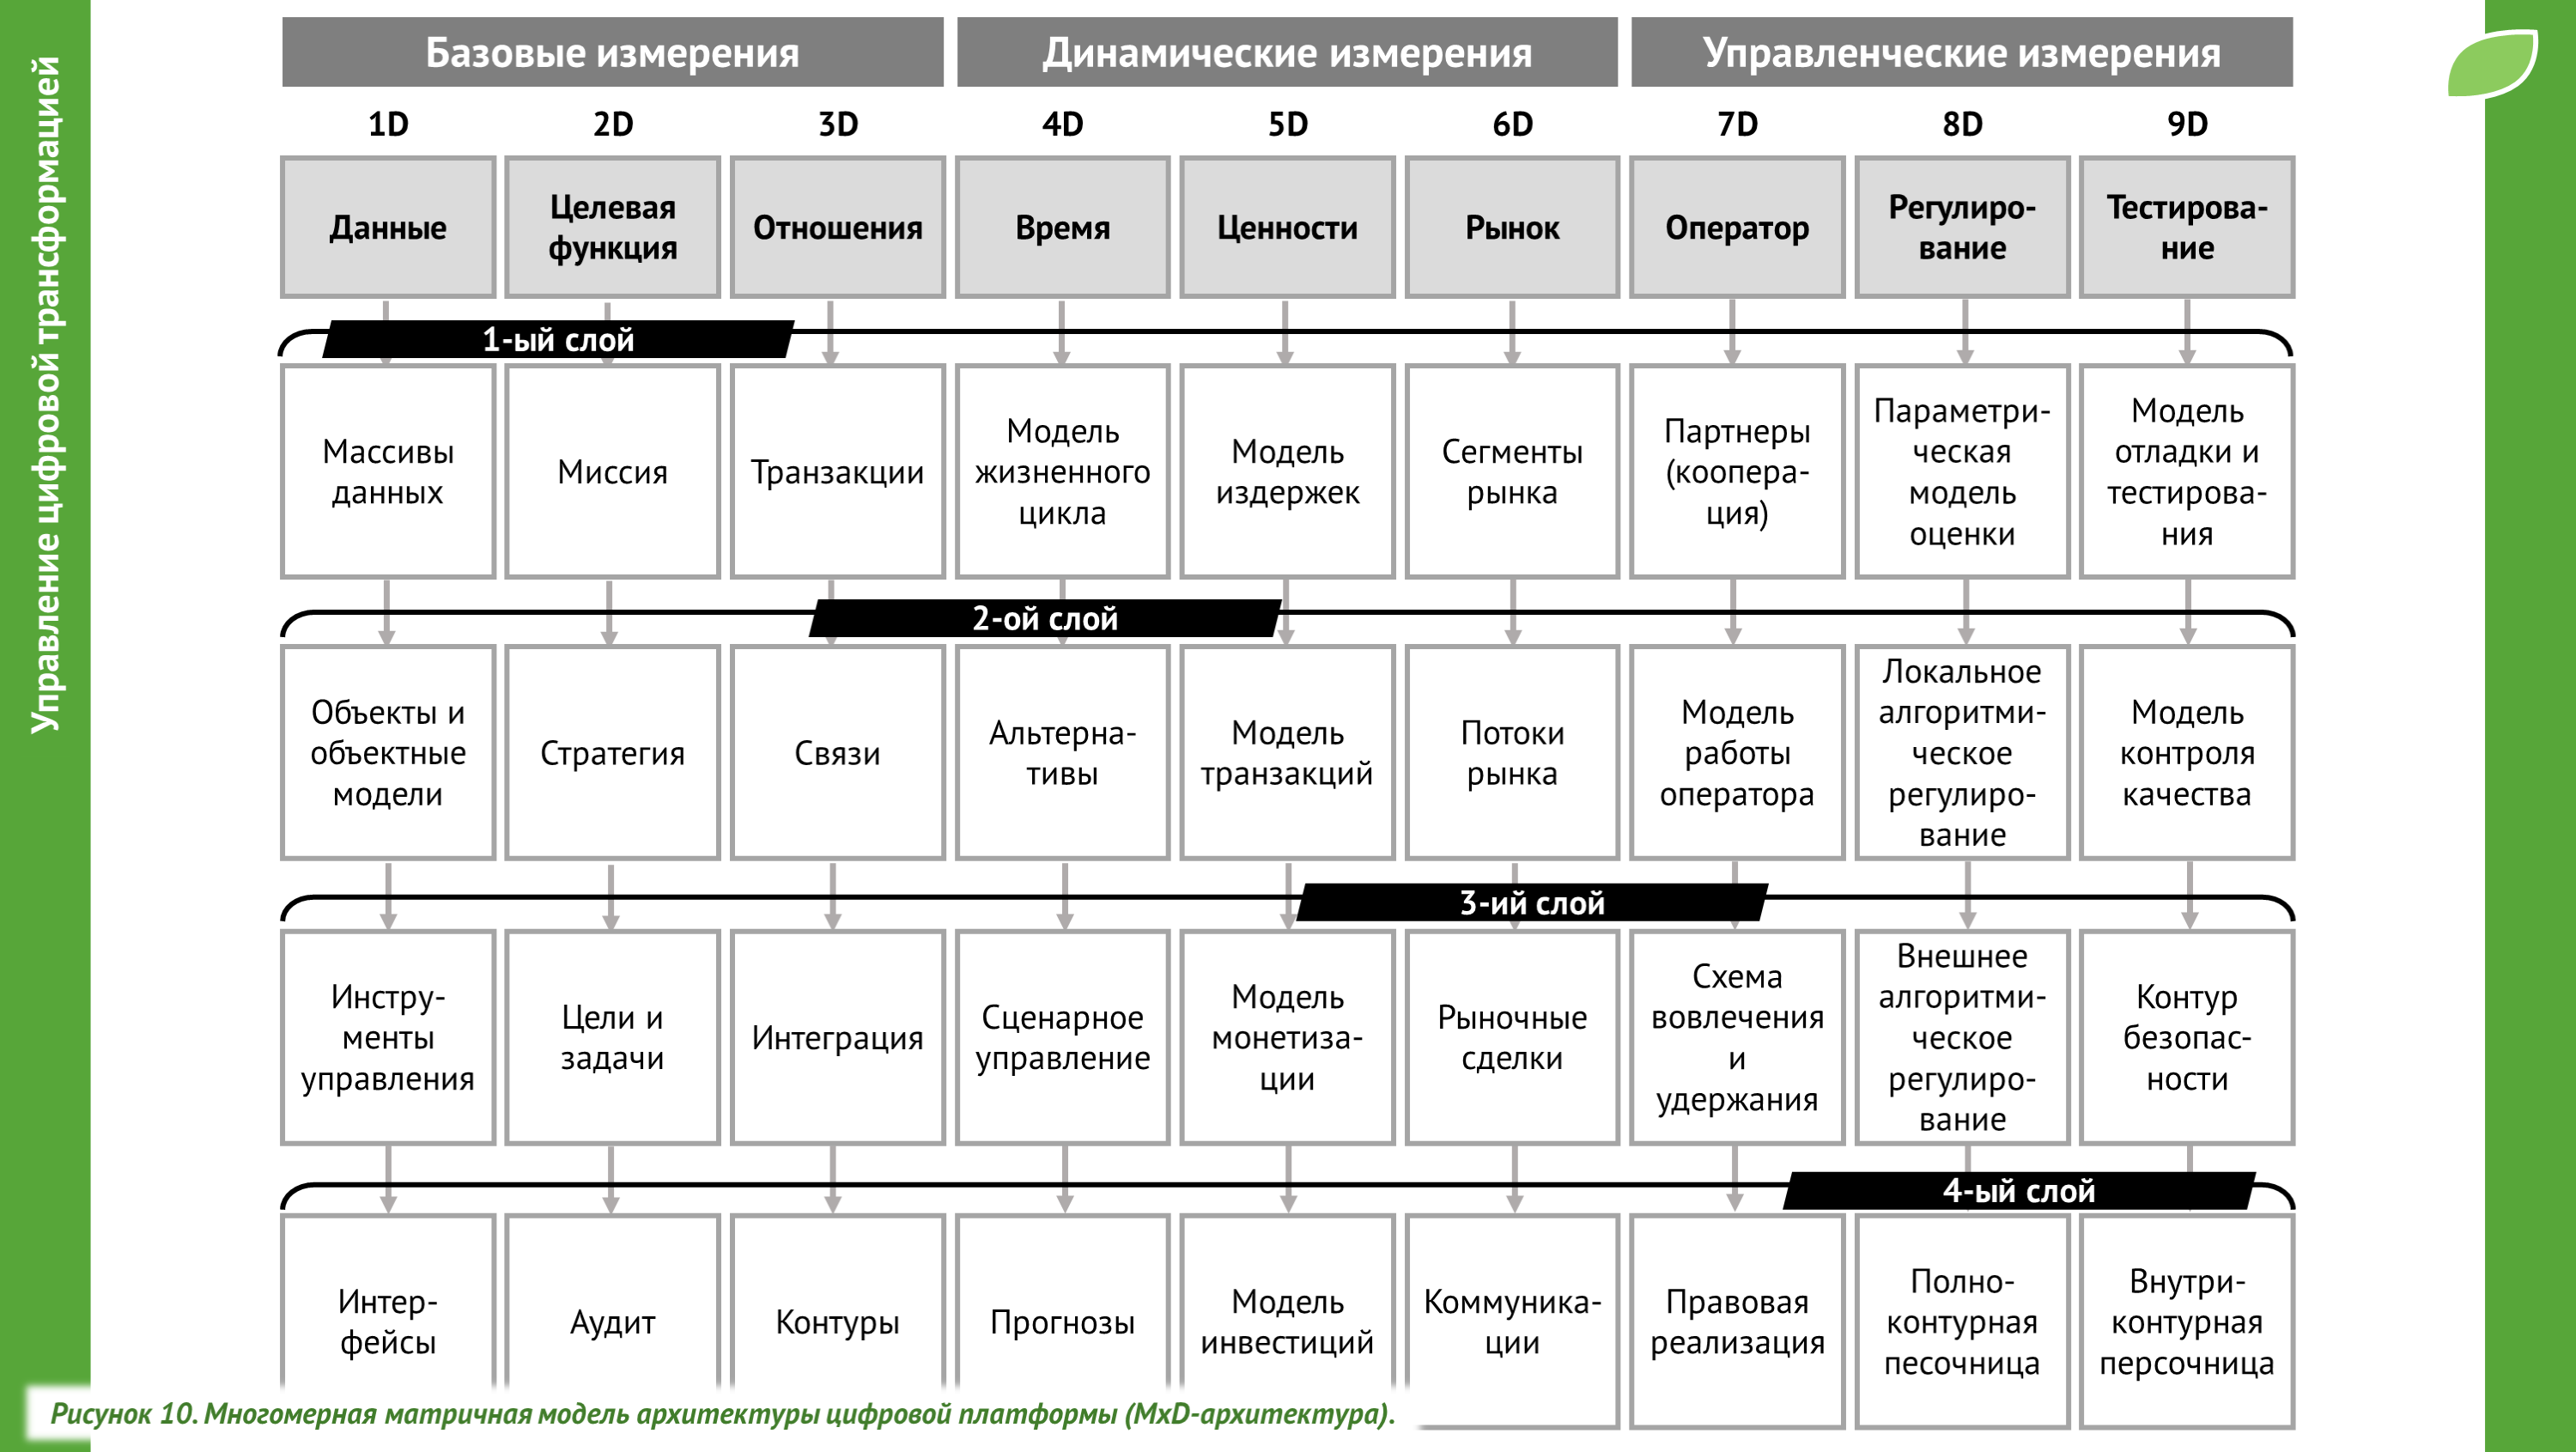 Управление цифровой трансформацией
Базовые измерения
Динамические измерения
Управленческие измерения
1D
2D
3D
4D
5D
6D
7D
8D
9D
Данные
Целевая
функция
Отношения
Время
Ценности
Рынок
Оператор
Регулиро-
вание
Тестирова-
ние
1-ый слой
Массивы
данных
Миссия
Транзакции
Модель
жизненного
цикла
Модель
издержек
Сегменты
рынка
Партнеры
(коопера-
ция)
Параметри-
ческая
модель
оценки
Модель
отладки и
тестирова-
ния
2-ой слой
Объекты и
объектные
модели
Стратегия
Связи
Альтерна-
тивы
Модель
транзакций
Потоки
рынка
Модель
работы
оператора
Локальное
алгоритми-
ческое
регулиро-
вание
Модель
контроля
качества
3-ий слой
Инстру-
менты
управления
Цели и
задачи
Интеграция
Сценарное
управление
Модель
монетиза-
ции
Рыночные
сделки
Схема
вовлечения
и
удержания
Внешнее
алгоритми-
ческое
регулиро-
вание
Контур
безопас-
ности
4-ый слой
Интер-
фейсы
Аудит
Контуры
Прогнозы
Модель
инвестиций
Коммуника-
ции
Правовая
реализация
Полно-
контурная
песочница
Внутри-
контурная
персочница
Рисунок 10. Многомерная матричная модель архитектуры цифровой платформы (MxD-архитектура).